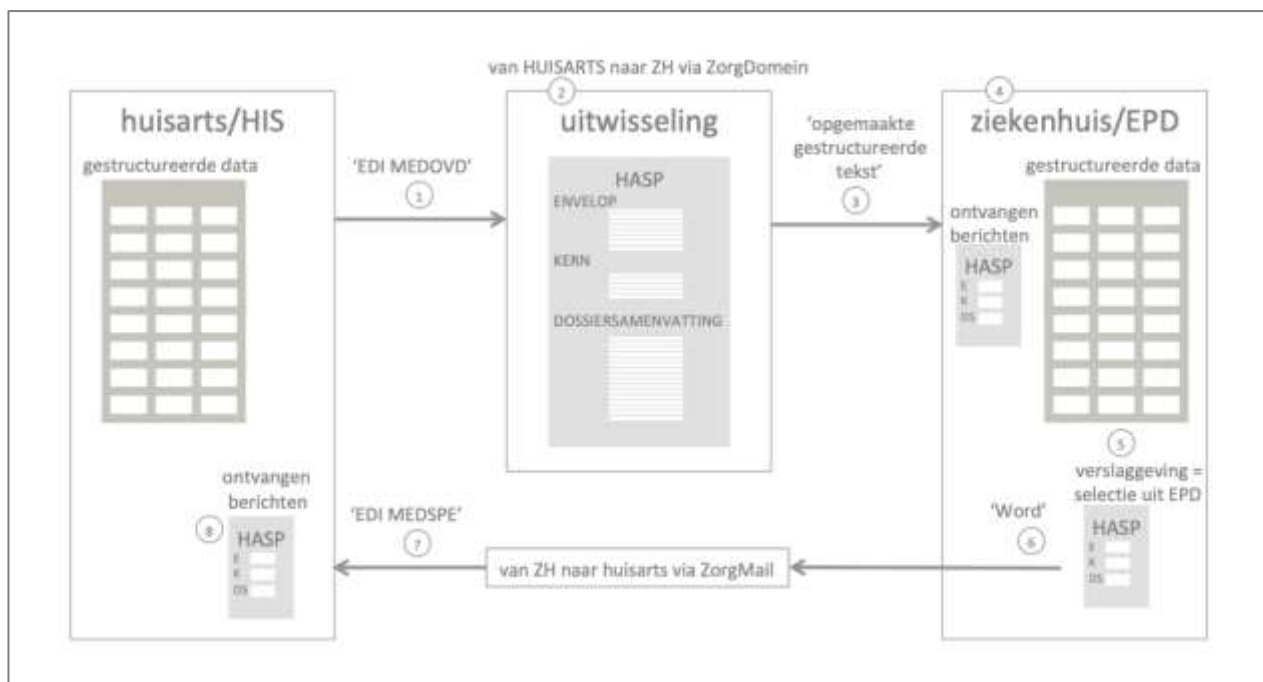 van HUISARTS naar ZH via ZorgDomein
huisarts/HIS
gestructureerde data
'EDI MEDOVD'
1
2
uitwisseling
HASP
ENVELOP
KERN
DOSSIERSAMENVATTING
'opgemaakte
gestructureerde
tekst'
3
4
ziekenhuis/EPD
gestructureerde data
ontvangen
berichten
HASP
E
K
DS
5
verslaggeving =
selectie uit EPD
HASP
E
K
DS
'Word'
6
van ZH naar huisarts via ZorgMail
'EDI MEDSPE'
7
ontvangen
berichten
8
HASP
E
K
DS